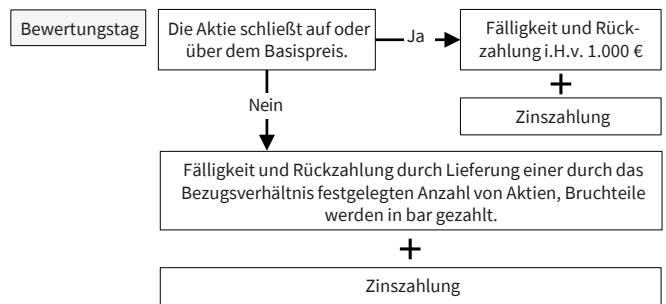 Bewertungstag
Die Aktie schließt auf oder
über dem Basispreis.
Ja
Fälligkeit und Rück-
zahlung i.H.v. 1.000 €
+
Zinszahlung
Nein
Fälligkeit und Rückzahlung durch Lieferung einer durch das
Bezugsverhältnis festgelegten Anzahl von Aktien, Bruchteile
werden in bar gezahlt.
+
Zinszahlung